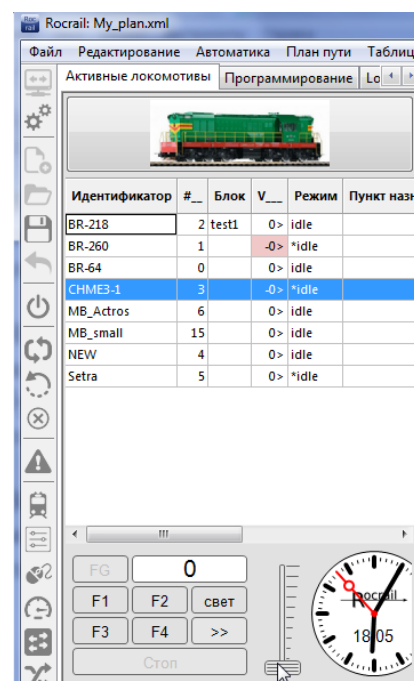 Rocrail: My_plan.xml
Файл Редактирование Автоматика План пути Таблиц
Активные локомотивы Программирование Lo
Идентификатор #__ Блок V___ Режим Пункт назн
BR-218 2 test1 0> idle
BR-260 1 -0> *idle
BR-64 0 0> idle
CHME3-1 3 -0> *idle
MB_Actros 6 0> idle
MB_small 15 0> idle
NEW 4 0> idle
Setra 5 0> *idle
FG 0
F1 F2 свет
F3 F4 >>
Стоп
Rocrail
18 05